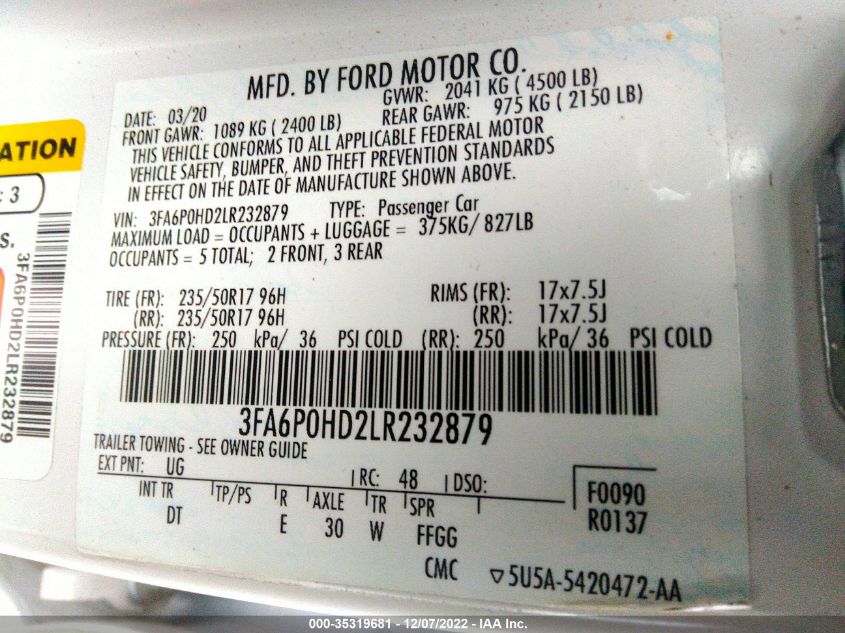 MFD. BY FORD MOTOR CO.
DATE: 03/20 GVWR: 2041 KG ( 4500 LB)
FRONT GAWR: 1089 KG ( 2400 LB) REAR GAWR: 975 KG ( 2150 LB)
THIS VEHICLE CONFORMS TO ALL APPLICABLE FEDERAL MOTOR
VEHICLE SAFETY, BUMPER, AND THEFT PREVENTION STANDARDS
IN EFFECT ON THE DATE OF MANUFACTURE SHOWN ABOVE.
VIN: 3FA6P0HD2LR232879 TYPE: Passenger Car
MAXIMUM LOAD = OCCUPANTS + LUGGAGE = 375KG/ 827LB
OCCUPANTS = 5 TOTAL; 2 FRONT, 3 REAR
TIRE (FR): 235/50R17 96H RIMS (FR): 17x7.5J
(RR): 235/50R17 96H (RR): 17x7.5J
PRESSURE (FR): 250 kPa/ 36 PSI COLD (RR): 250 kPa/ 36 PSI COLD
3FA6P0HD2LR232879
TRAILER TOWING - SEE OWNER GUIDE
EXT PNT: UG RC: 48 DSO:
INT TR TP/PS R AXLE TR SPR
DT E 30 W FFGG
F0090
R0137
CMC ▽5U5A-5420472-AA
ATION
: 3
S.
3FA6P0HD2LR232879
000-35319681 - 12/07/2022 - IAA Inc.